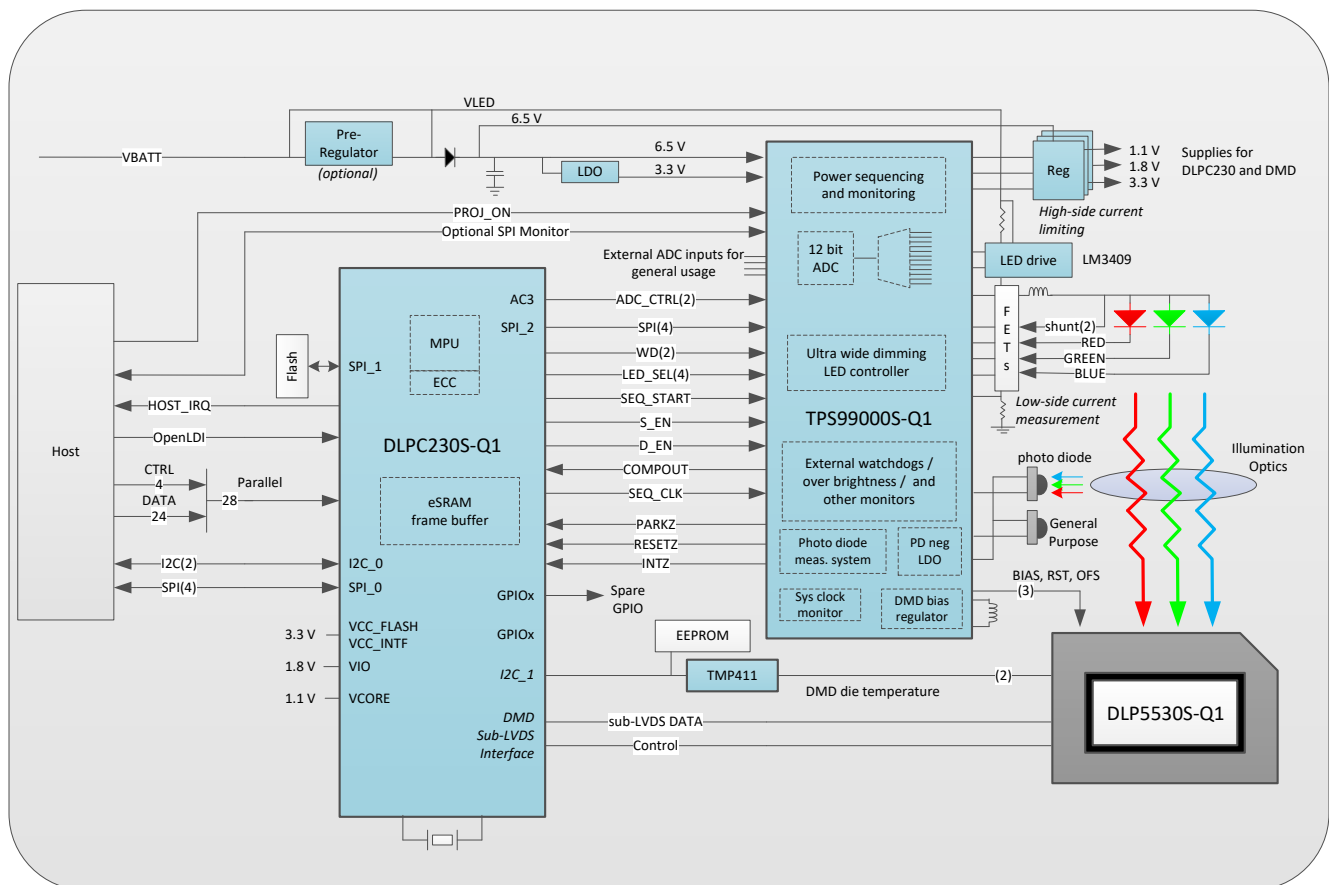 VLED
6.5 V
Pre-
Regulator
(optional)
VBATT
LDO
6.5 V
3.3 V
Power sequencing
and monitoring
Reg
1.1 V
1.8 V
3.3 V
Supplies for
DLPC230 and DMD
High-side current
limiting
PROJ_ON
Optional SPI Monitor
External ADC inputs for
general usage
12 bit
ADC
LED drive
LM3409
Host
Flash
SPI_1
AC3
SPI_2
MPU
ECC
DLPC230S-Q1
eSRAM
frame buffer
ADC_CTRL(2)
SPI(4)
WD(2)
LED_SEL(4)
SEQ_START
S_EN
D_EN
COMPOUT
SEQ_CLK
PARKZ
RESETZ
INTZ
Ultra wide dimming
LED controller
TPS99000S-Q1
External watchdogs /
over brightness / and
other monitors
Photo diode
meas. system
PD neg
LDO
Sys clock
monitor
DMD bias
regulator
F
E
T
s
shunt(2)
RED
GREEN
BLUE
Low-side current
measurement
photo diode
Illumination
Optics
General
Purpose
BIAS, RST, OFS
(3)
HOST_IRQ
OpenLDI
CTRL
4
DATA
24
28
Parallel
I2C(2)
SPI(4)
I2C_0
SPI_0
3.3 V
VCC_FLASH
VCC_INTF
1.8 V
VIO
1.1 V
VCORE
GPIOx
Spare
GPIO
GPIOx
I2C_1
EEPROM
TMP411
DMD die temperature
(2)
DMD
Sub-LVDS
Interface
sub-LVDS DATA
Control
DLP5530S-Q1